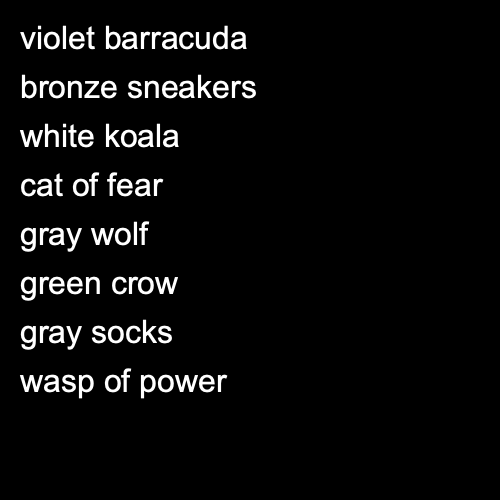 violet barracuda
bronze sneakers
white koala
cat of fear
gray wolf
green crow
gray socks
wasp of power